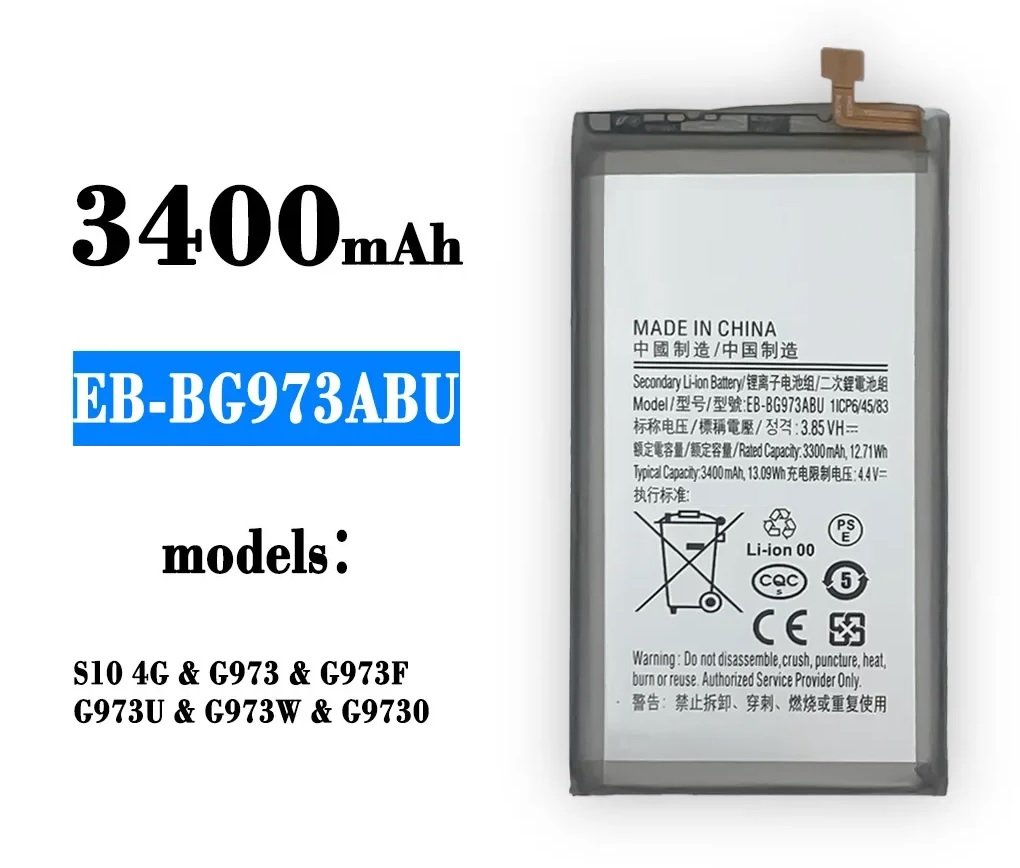 3400mAh
EB-BG973ABU
models:
S10 4G & G973 & G973F
G973U & G973W & G9730
MADE IN CHINA
中國制造/中国制造
Secondary Li-ion Battery/锂离子电池组/二次鋰電池組
Model/型号/型號:EB-BG973ABU 1ICP6/45/83
标称电压/標稱電壓/정격:3.85 VH⎓
額定電容量/额定容量/Rated Capacity: 3300mAh, 12.71Wh
Typical Capacity:3400mAh, 13.09Wh充电限制电压: 4.4V⎓
执行标准:
Li-ion 00
PS
E
CQC
S
5
CE
Warning: Do not disassemble,crush, puncture, heat,
burn or reuse. Authorized Service Provider Only.
警告: 禁止拆卸、穿刺、燃烧或重复使用